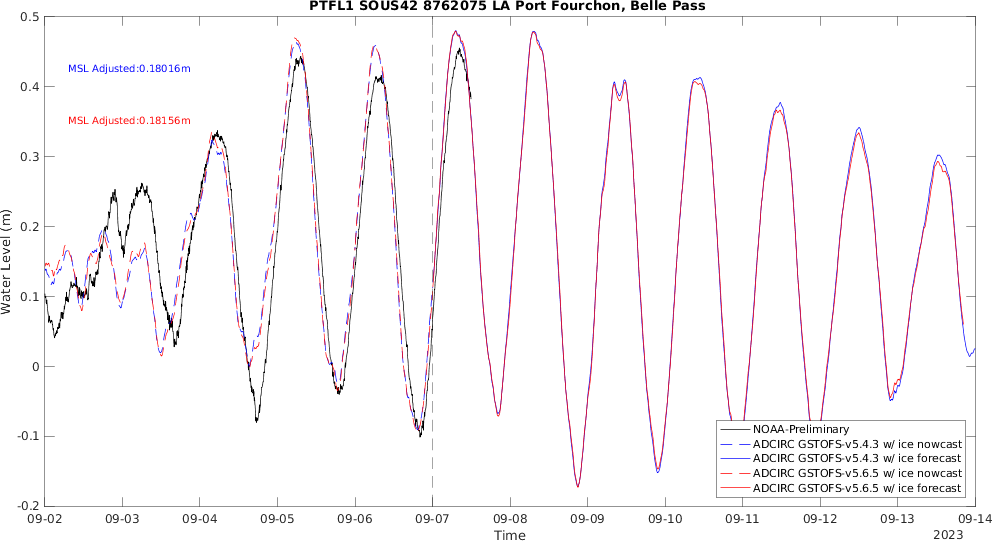 PTFL1 SOUS42 8762075 LA Port Fourchon, Belle Pass
0.5
0.4
0.3
0.2
0.1
0
-0.1
-0.2
Water Level (m)
MSL Adjusted:0.18016m
MSL Adjusted:0.18156m
NOAA-Preliminary
ADCIRC GSTOFS-v5.4.3 w/ ice nowcast
ADCIRC GSTOFS-v5.4.3 w/ ice forecast
ADCIRC GSTOFS-v5.6.5 w/ ice nowcast
ADCIRC GSTOFS-v5.6.5 w/ ice forecast
09-02 09-03 09-04 09-05 09-06 09-07 09-08 09-09 09-10 09-11 09-12 09-13 09-14
Time
2023